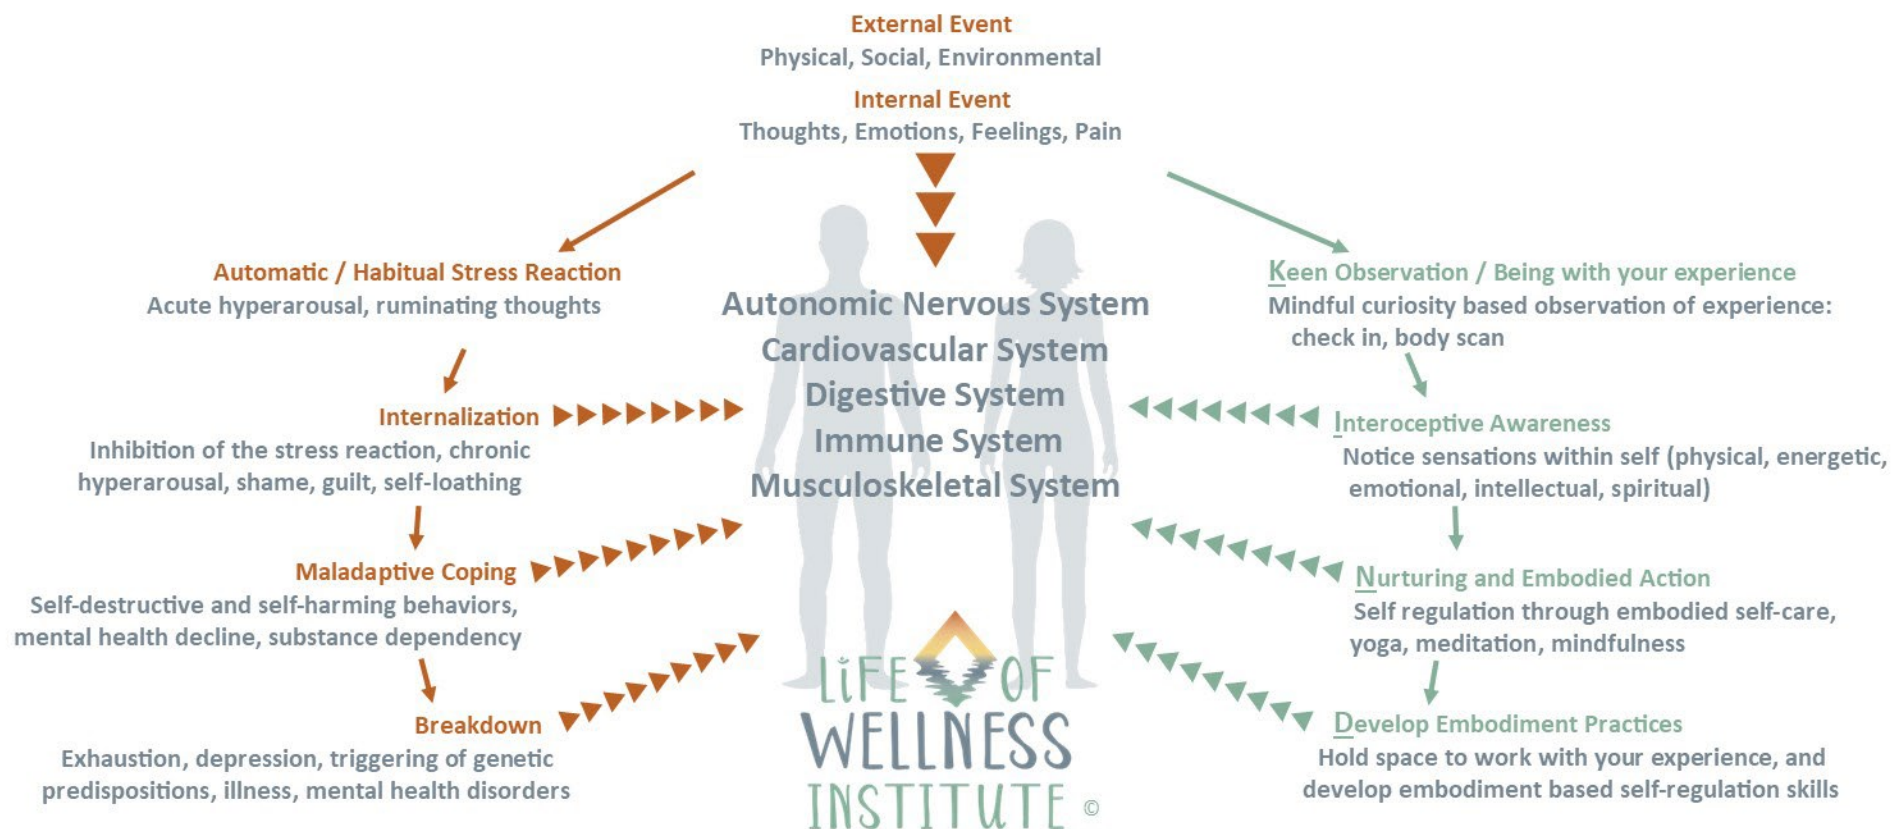 External Event
Physical, Social, Environmental
Internal Event
Thoughts, Emotions, Feelings, Pain
Automatic / Habitual Stress Reaction
Acute hyperarousal, ruminating thoughts
Internalization
Inhibition of the stress reaction, chronic
hyperarousal, shame, guilt, self-loathing
Maladaptive Coping
Self-destructive and self-harming behaviors,
mental health decline, substance dependency
Breakdown
Exhaustion, depression, triggering of genetic
predispositions, illness, mental health disorders
Autonomic Nervous System
Cardiovascular System
Digestive System
Immune System
Musculoskeletal System
Keen Observation / Being with your experience
Mindful curiosity based observation of experience:
check in, body scan
Interoceptive Awareness
Notice sensations within self (physical, energetic,
emotional, intellectual, spiritual)
Nurturing and Embodied Action
Self regulation through embodied self-care,
yoga, meditation, mindfulness
Develop Embodiment Practices
Hold space to work with your experience, and
develop embodiment based self-regulation skills
LiFE OF
WELLNESS
INSTITUTE ©